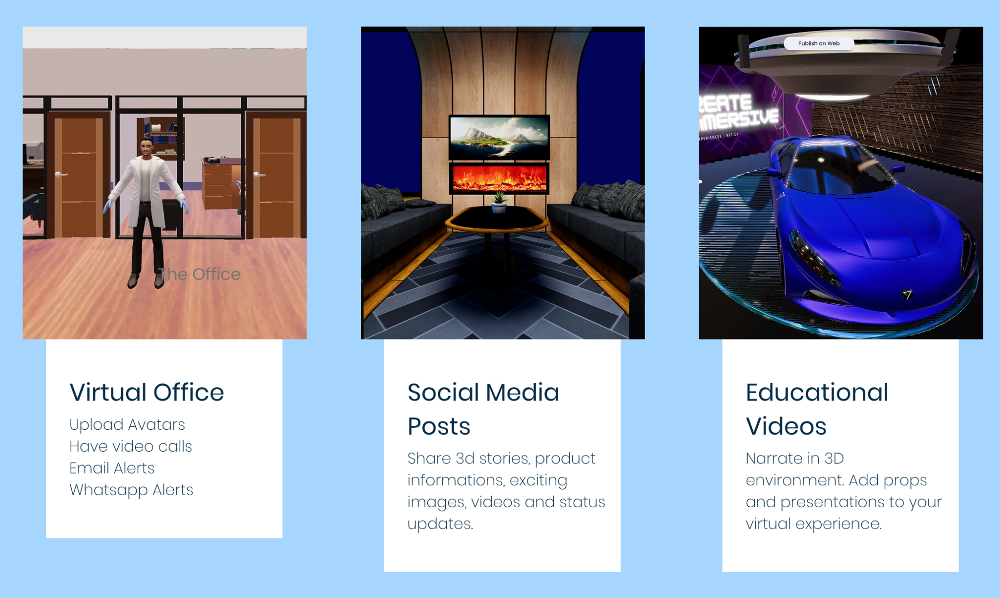 The Office
Virtual Office
Upload Avatars
Have video calls
Email Alerts
Whatsapp Alerts
Social Media
Posts
Share 3d stories, product
informations, exciting
images, videos and status
updates.
Publish on Web
REATE
MMERSIVE
XPERIENCES | NFT Co
Add Text
Educational
Videos
Narrate in 3D
environment. Add props
and presentations to your
virtual experience.